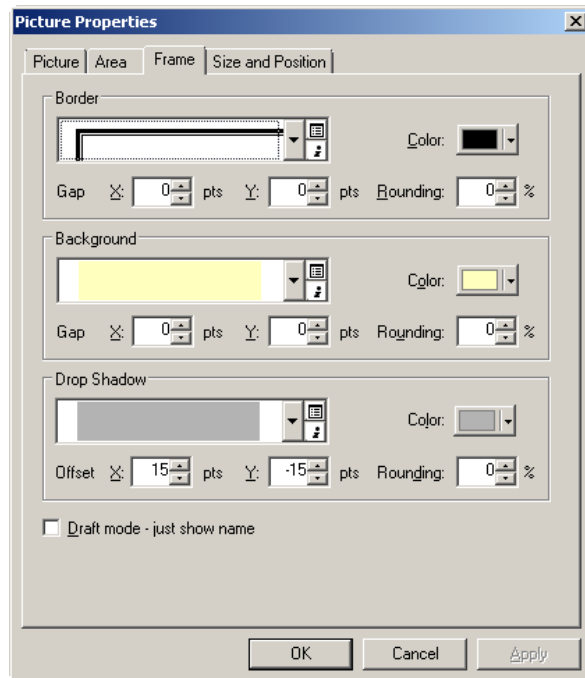 Picture Properties
Picture Area Frame Size and Position
Border
Color:
Gap X: 0 pts Y: 0 pts Rounding: 0 %
Background
Color:
Gap X: 0 pts Y: 0 pts Rounding: 0 %
Drop Shadow
Color:
Offset X: 15 pts Y: -15 pts Rounding: 0 %
Draft mode - just show name
OK Cancel Apply